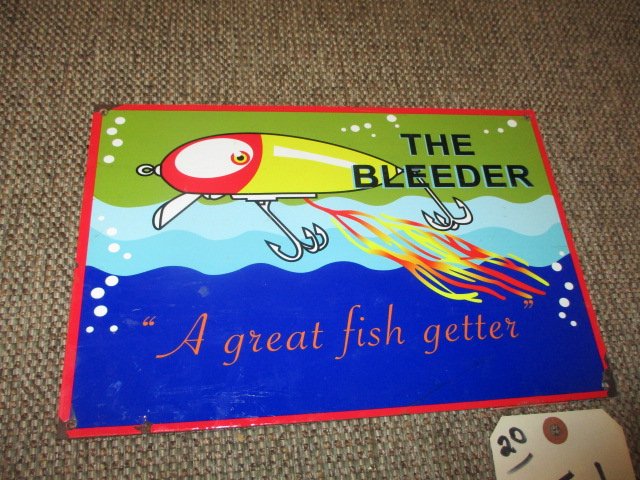 THE
BLEEDER
“A great fish getter”
20